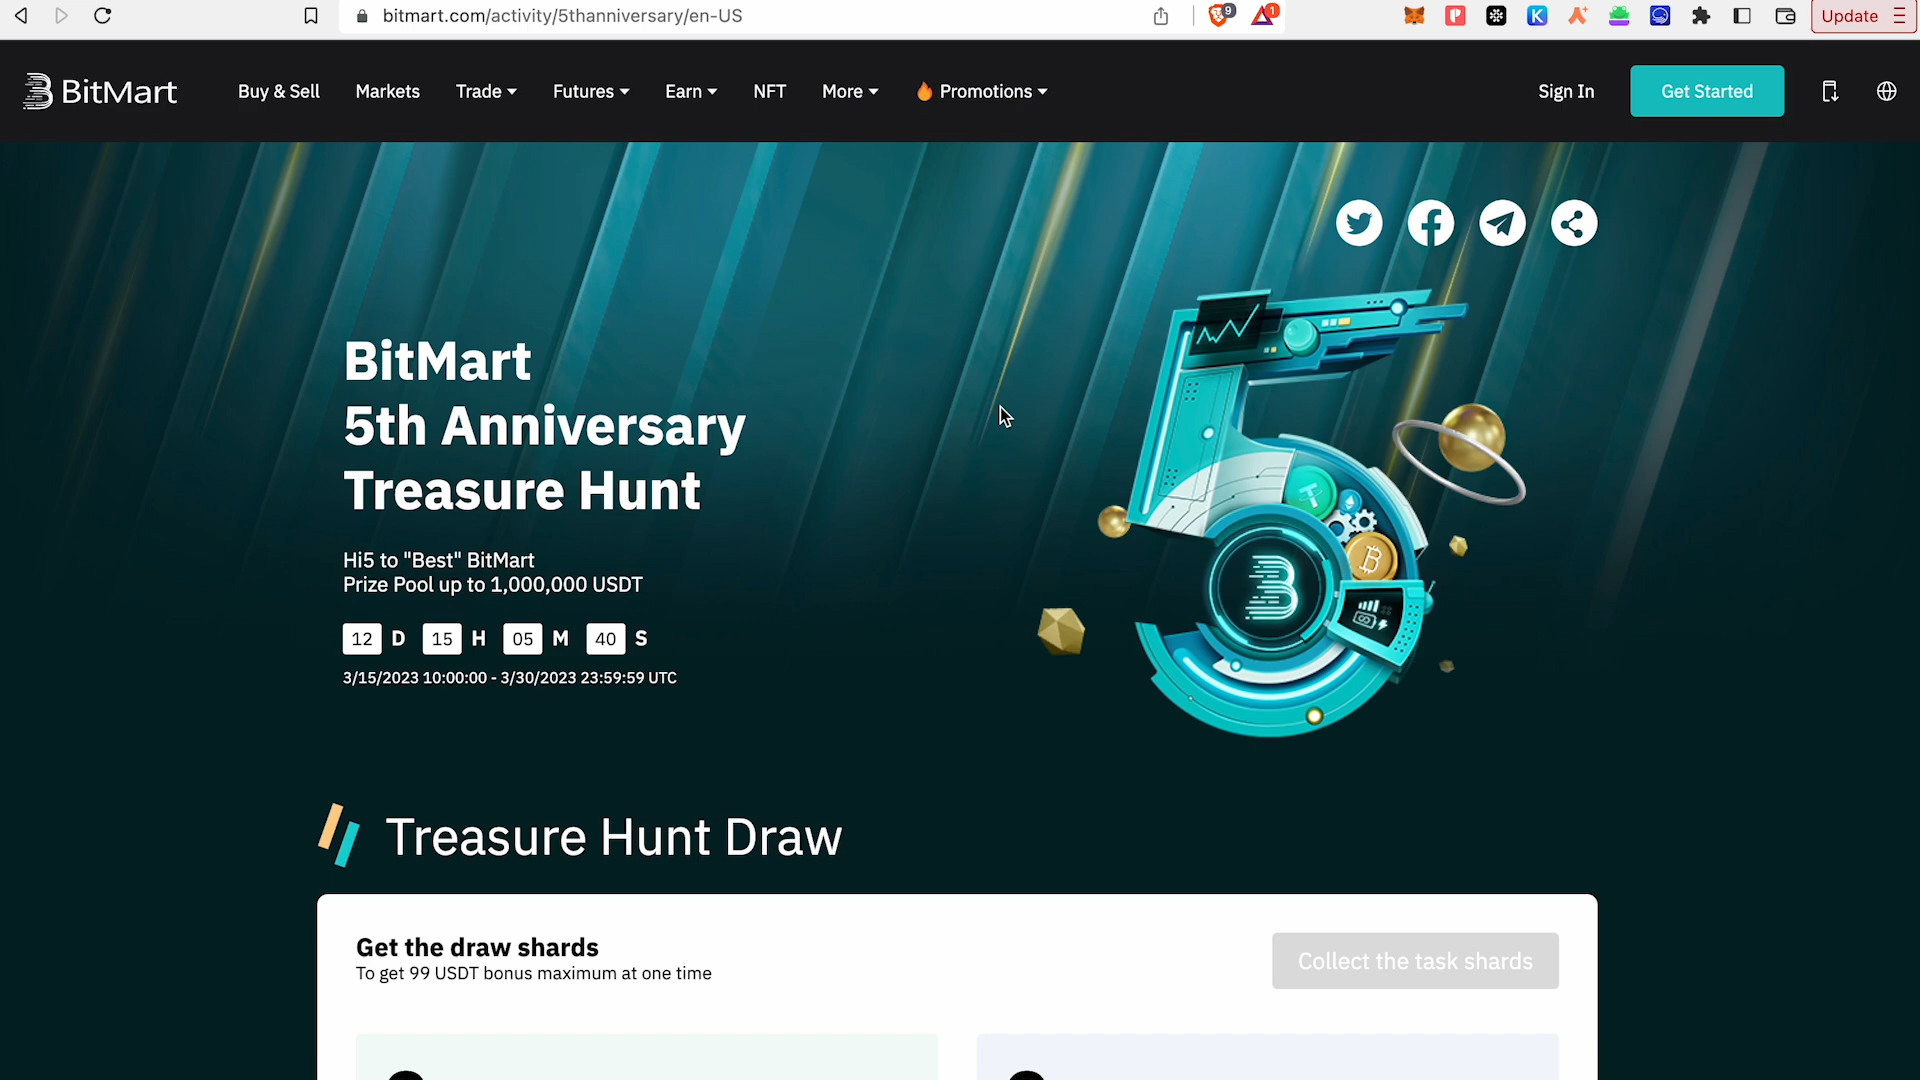 bitmart.com/activity/5thanniversary/en-US
9
1
Update
BitMart
Buy & Sell
Markets
Trade
Futures
Earn
NFT
More
Promotions
Sign In
Get Started
BitMart
5th Anniversary
Treasure Hunt
Hi5 to "Best" BitMart
Prize Pool up to 1,000,000 USDT
12 D 15 H 05 M 40 S
3/15/2023 10:00:00 - 3/30/2023 23:59:59 UTC
Treasure Hunt Draw
Get the draw shards
To get 99 USDT bonus maximum at one time
Collect the task shards